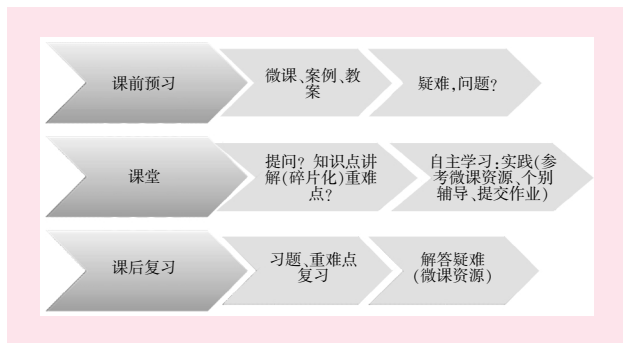 课前预习
微课、案例、教
案
疑难,问题?
课堂
提问? 知识点讲
解(碎片化)重难
点?
自主学习:实践(参
考微课资源、个别
辅导、提交作业)
课后复习
习题、重难点
复习
解答疑难
(微课资源)